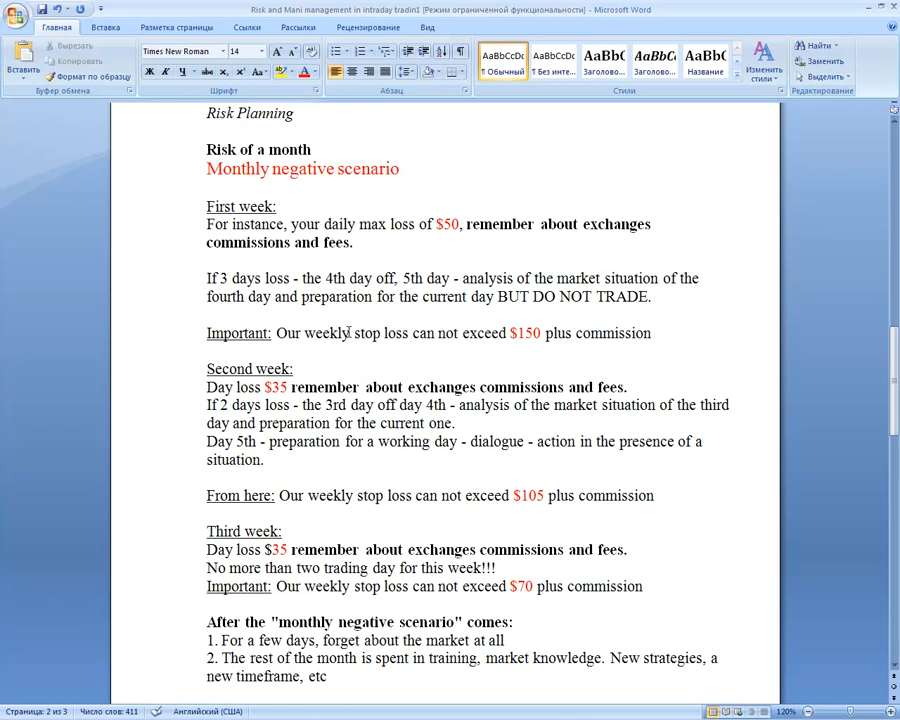 Risk and Mani management in intraday tradin1 [Режим ограниченной функциональности] - Microsoft Word
Главная Вставка Разметка страницы Ссылки Рассылки Рецензирование Вид
Вставить
Вырезать
Копировать
Формат по образцу
Буфер обмена
Times New Roman 14
Ж К Ч abc x₂ x² Aa
Шрифт
Абзац
AaBbCcDc AaBbCcDc AaBbC AaBbCc AaBbC
¶ Обычный ¶ Без инте... Заголово... Заголово... Название
Изменить стили
Стили
Найти
Заменить
Выделить
Редактирование
Risk Planning
Risk of a month
Monthly negative scenario
First week:
For instance, your daily max loss of $50, remember about exchanges
commissions and fees.
If 3 days loss - the 4th day off, 5th day - analysis of the market situation of the
fourth day and preparation for the current day BUT DO NOT TRADE.
Important: Our weekly stop loss can not exceed $150 plus commission
Second week:
Day loss $35 remember about exchanges commissions and fees.
If 2 days loss - the 3rd day off day 4th - analysis of the market situation of the third
day and preparation for the current one.
Day 5th - preparation for a working day - dialogue - action in the presence of a
situation.
From here: Our weekly stop loss can not exceed $105 plus commission
Third week:
Day loss $35 remember about exchanges commissions and fees.
No more than two trading day for this week!!!
Important: Our weekly stop loss can not exceed $70 plus commission
After the "monthly negative scenario" comes:
1. For a few days, forget about the market at all
2. The rest of the month is spent in training, market knowledge. New strategies, a
new timeframe, etc
Страница: 2 из 3 Число слов: 411 Английский (США) 120%